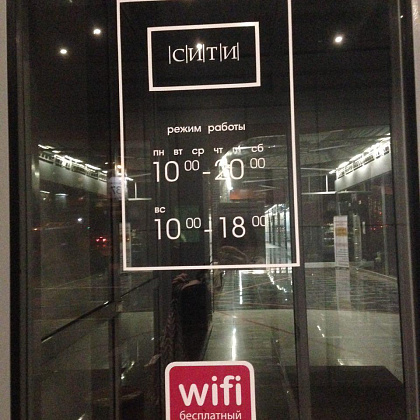 |С|И|Т|И|
режим работы
пн вт ср чт пт сб
10 00 - 20 00
вс
10 00 - 18 00
wifi
бесплатный